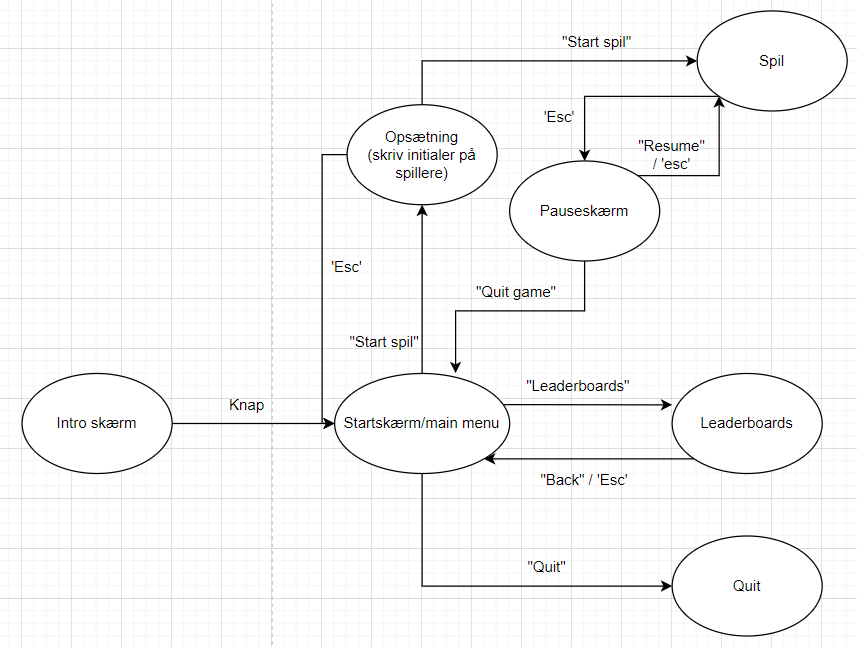 "Start spil"
Spil
'Esc'
"Resume"
/ 'esc'
Opsætning
(skriv initialer på
spillere)
Pauseskærm
'Esc'
"Quit game"
"Start spil"
Knap
Intro skærm
Startskærm/main menu
"Leaderboards"
Leaderboards
"Back" / 'Esc'
"Quit"
Quit